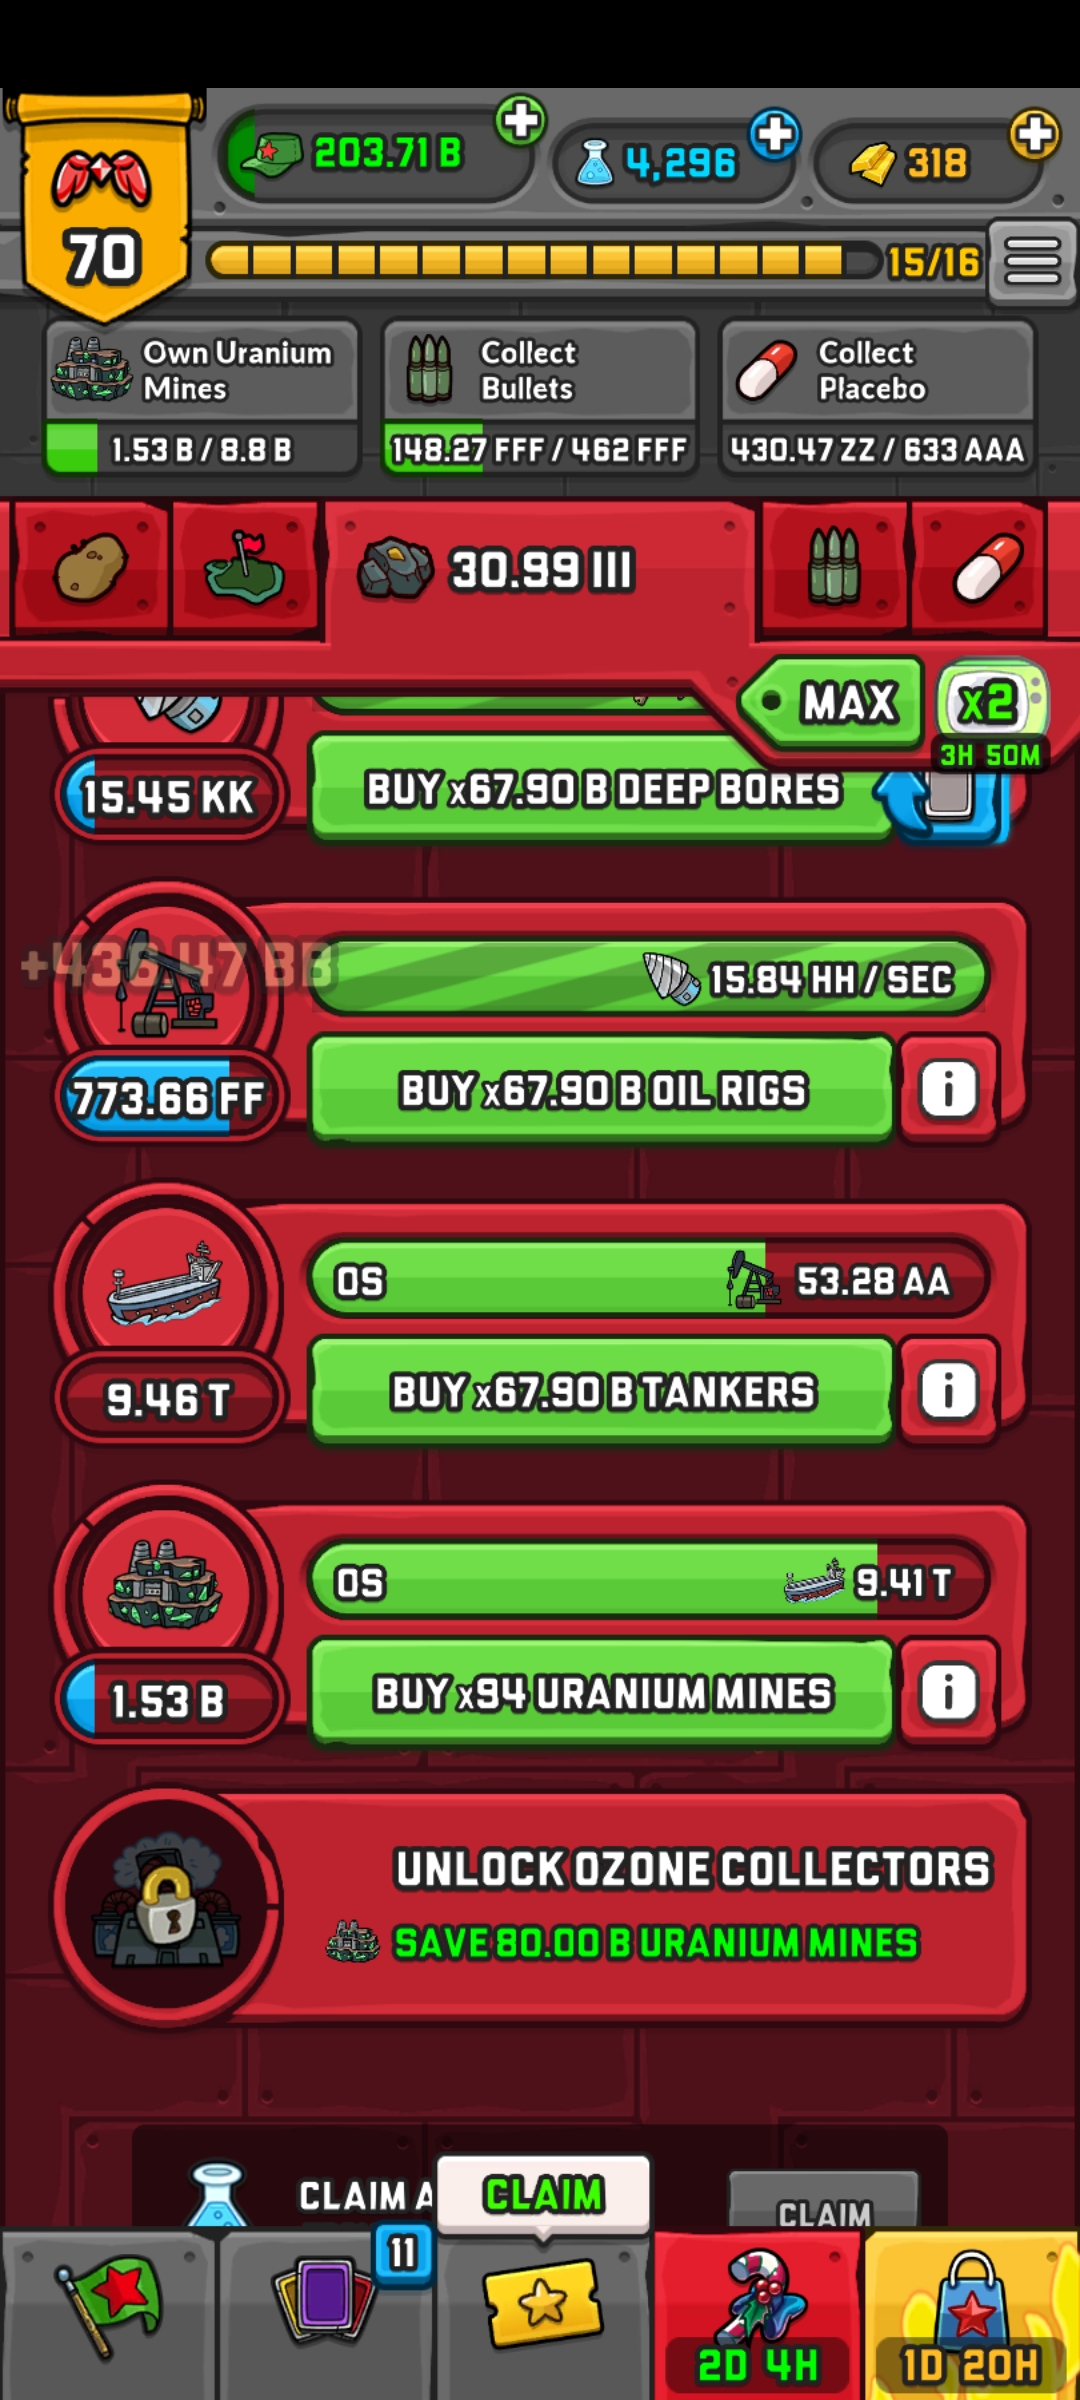 203.71 B
4,296
318
70
15/16
Own Uranium
Mines
1.53 B / 8.8 B
Collect
Bullets
148.27 FFF / 462 FFF
Collect
Placebo
430.47 ZZ / 633 AAA
30.99 III
MAX
x2
3H 50M
15.45 KK
BUY x67.90 B DEEP BORES
+436.47 BB
15.84 HH / SEC
773.66 FF
BUY x67.90 B OIL RIGS
i
0S
53.28 AA
9.46 T
BUY x67.90 B TANKERS
i
0S
9.41 T
1.53 B
BUY x94 URANIUM MINES
i
UNLOCK OZONE COLLECTORS
SAVE 80.00 B URANIUM MINES
CLAIM A
CLAIM
CLAIM
11
2D 4H
1D 20H